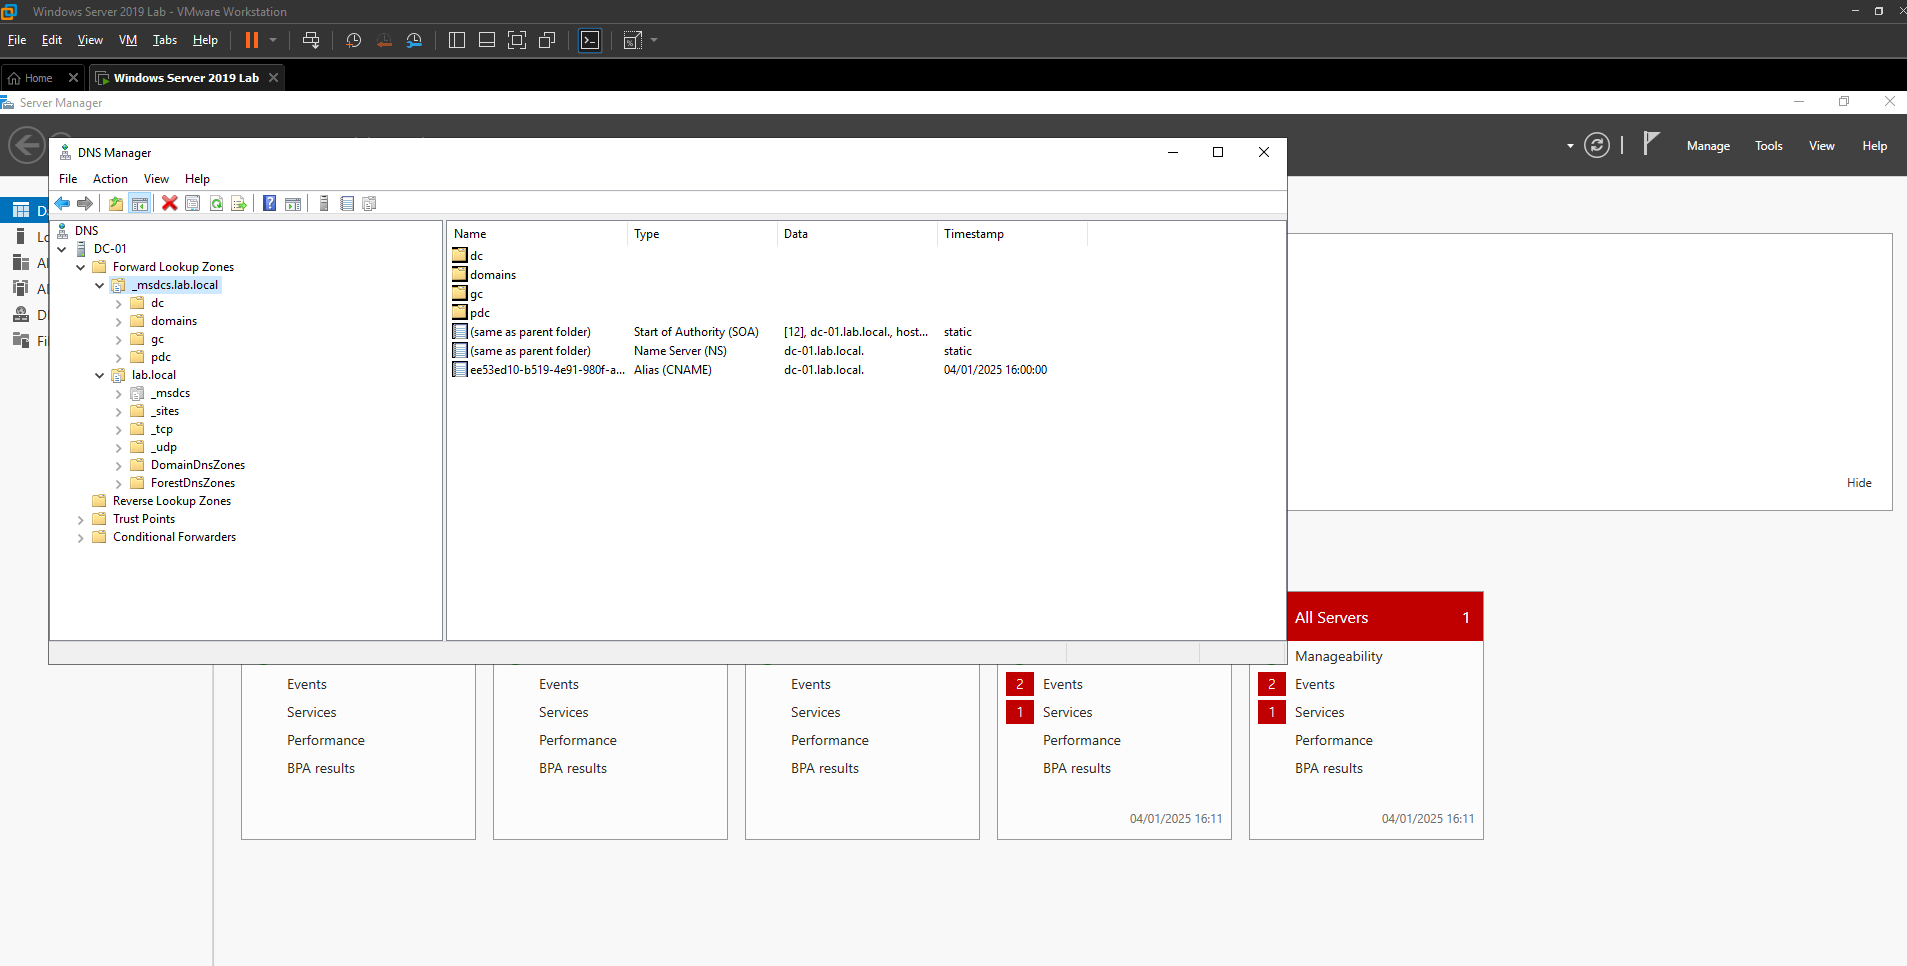 Windows Server 2019 Lab - VMware Workstation
File Edit View VM Tabs Help
Home Windows Server 2019 Lab
Server Manager
Manage Tools View Help
DNS Manager
File Action View Help
DNS
DC-01
Forward Lookup Zones
_msdcs.lab.local
dc
domains
gc
pdc
lab.local
_msdcs
_sites
_tcp
_udp
DomainDnsZones
ForestDnsZones
Reverse Lookup Zones
Trust Points
Conditional Forwarders
Name Type Data Timestamp
dc
domains
gc
pdc
(same as parent folder) Start of Authority (SOA) [12], dc-01.lab.local., host... static
(same as parent folder) Name Server (NS) dc-01.lab.local. static
ee53ed10-b519-4e91-980f-a... Alias (CNAME) dc-01.lab.local. 04/01/2025 16:00:00
Hide
All Servers 1
Manageability
Events
Services
Performance
BPA results
Events
Services
Performance
BPA results
Events
Services
Performance
BPA results
2 Events
1 Services
Performance
BPA results
04/01/2025 16:11
2 Events
1 Services
Performance
BPA results
04/01/2025 16:11